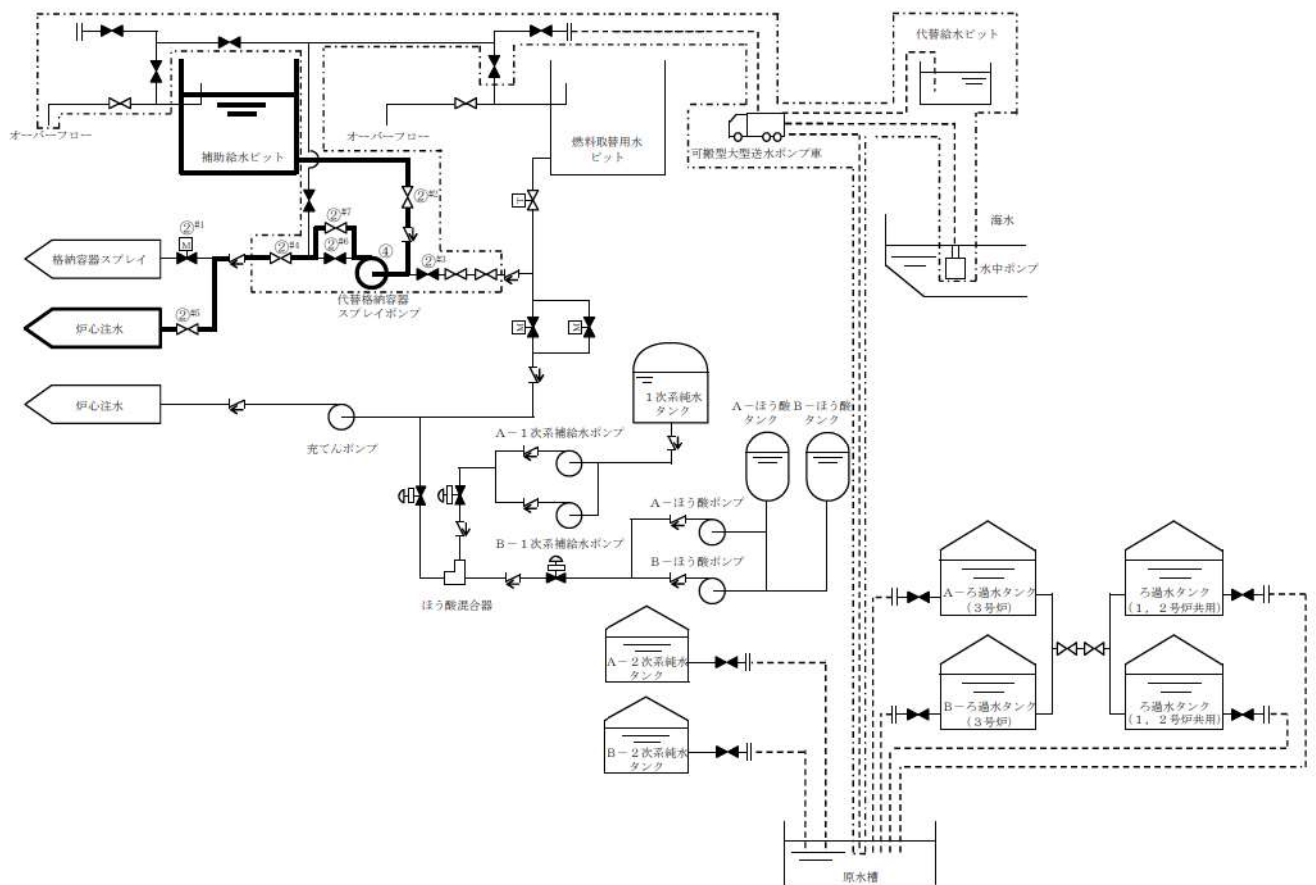 代替給水ピット
オーバーフロー
オーバーフロー
補助給水ピット
燃料取替用水
ピット
可搬型大型送水ポンプ車
海水
水中ポンプ
②#1
M
②#2
②#7
②#4
②#6
④
②#3
T
格納容器スプレイ
代替格納容器
スプレイポンプ
②#5
炉心注水
M
M
炉心注水
充てんポンプ
1次系純水
タンク
A-ほう酸
タンク
B-ほう酸
タンク
A-1次系補給水ポンプ
A-ほう酸ポンプ
B-1次系補給水ポンプ
B-ほう酸ポンプ
ほう酸混合器
A-ろ過水タンク
(3号炉)
ろ過水タンク
(1,2号炉共用)
A-2次系純水
タンク
B-ろ過水タンク
(3号炉)
ろ過水タンク
(1,2号炉共用)
B-2次系純水
タンク
原水槽